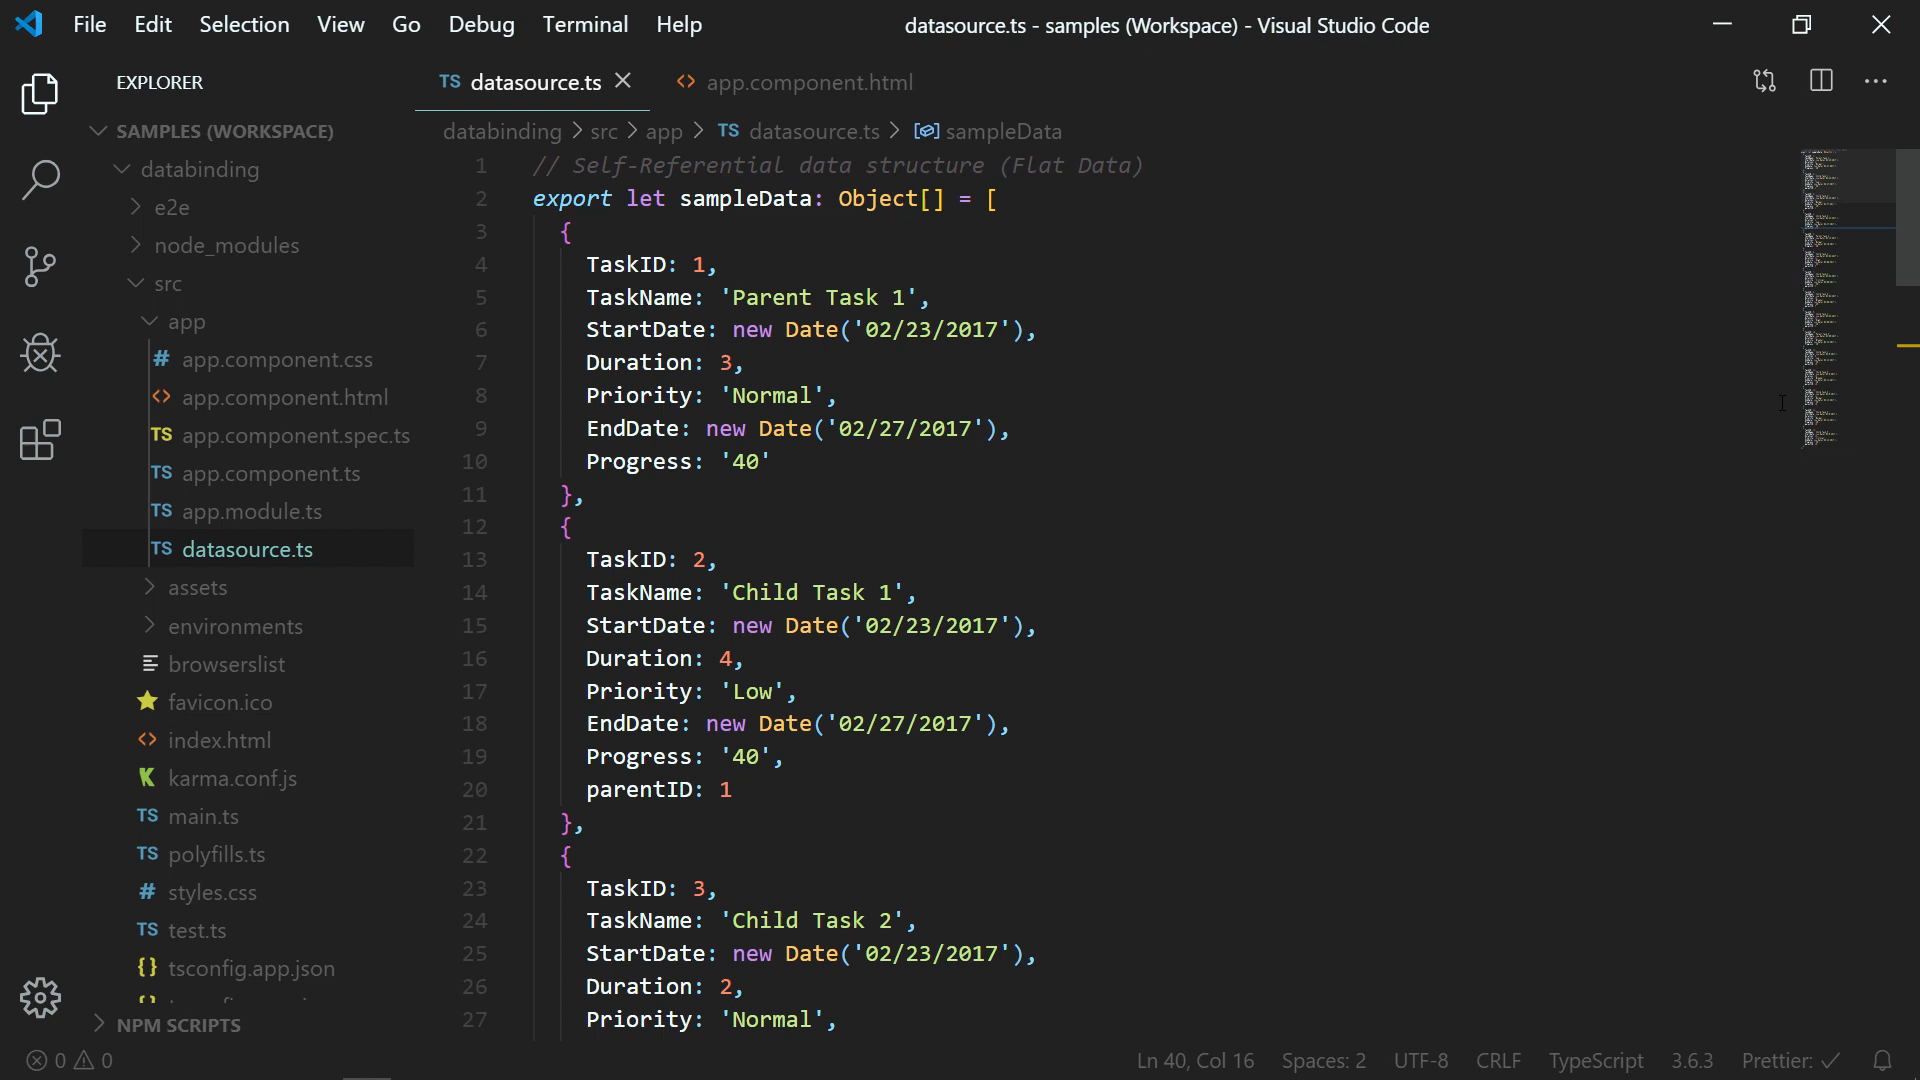 File Edit Selection View Go Debug Terminal Help datasource.ts - samples (Workspace) - Visual Studio Code
EXPLORER
TS datasource.ts
<> app.component.html
SAMPLES (WORKSPACE)
databinding
e2e
node_modules
src
app
# app.component.css
<> app.component.html
TS app.component.spec.ts
TS app.component.ts
TS app.module.ts
TS datasource.ts
assets
environments
browserslist
favicon.ico
<> index.html
K karma.conf.js
TS main.ts
TS polyfills.ts
# styles.css
TS test.ts
{} tsconfig.app.json
NPM SCRIPTS
databinding > src > app > TS datasource.ts > sampleData
1 // Self-Referential data structure (Flat Data)
2 export let sampleData: Object[] = [
3 {
4 TaskID: 1,
5 TaskName: 'Parent Task 1',
6 StartDate: new Date('02/23/2017'),
7 Duration: 3,
8 Priority: 'Normal',
9 EndDate: new Date('02/27/2017'),
10 Progress: '40'
11 },
12 {
13 TaskID: 2,
14 TaskName: 'Child Task 1',
15 StartDate: new Date('02/23/2017'),
16 Duration: 4,
17 Priority: 'Low',
18 EndDate: new Date('02/27/2017'),
19 Progress: '40',
20 parentID: 1
21 },
22 {
23 TaskID: 3,
24 TaskName: 'Child Task 2',
25 StartDate: new Date('02/23/2017'),
26 Duration: 2,
27 Priority: 'Normal',
0 0 Ln 40, Col 16 Spaces: 2 UTF-8 CRLF TypeScript 3.6.3 Prettier: ✓